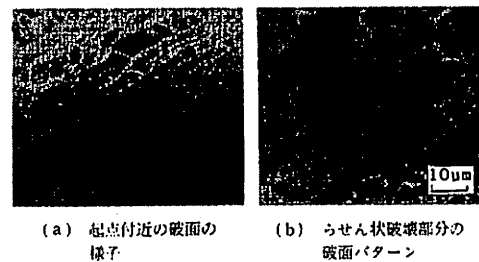 10μm
(a) 起点付近の破面の
様子
(b) らせん状破壊部分の
破面パターン